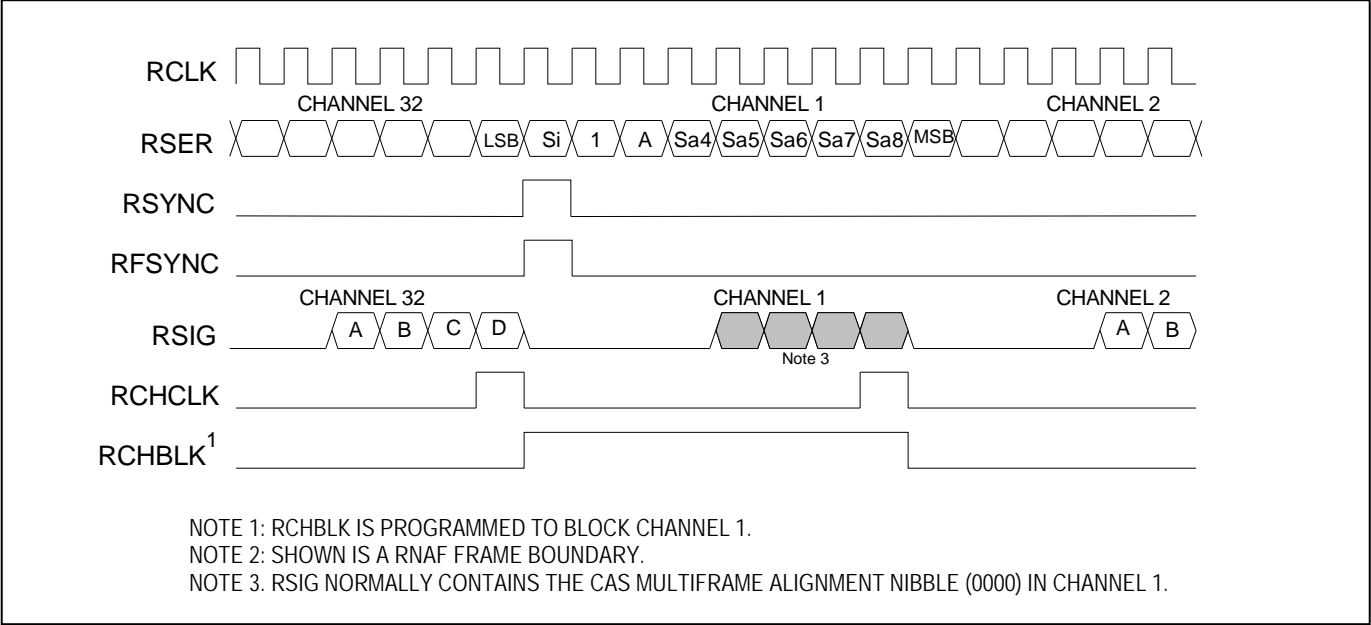 RCLK
CHANNEL 32 CHANNEL 1 CHANNEL 2
RSER LSB Si 1 A Sa4 Sa5 Sa6 Sa7 Sa8 MSB
RSYNC
RFSYNC
CHANNEL 32 CHANNEL 1 CHANNEL 2
RSIG A B C D A B
Note 3
RCHCLK
RCHBLK1
NOTE 1: RCHBLK IS PROGRAMMED TO BLOCK CHANNEL 1.
NOTE 2: SHOWN IS A RNAF FRAME BOUNDARY.
NOTE 3. RSIG NORMALLY CONTAINS THE CAS MULTIFRAME ALIGNMENT NIBBLE (0000) IN CHANNEL 1.